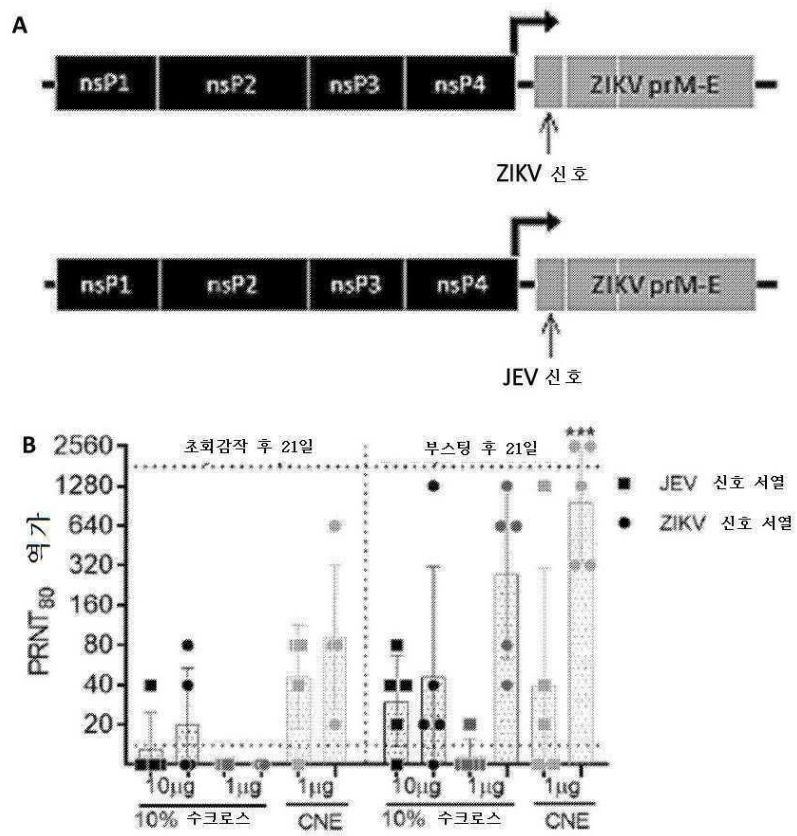 A
nsP1 nsP2 nsP3 nsP4 ZIKV prM-E
ZIKV 신호
nsP1 nsP2 nsP3 nsP4 ZIKV prM-E
JEV 신호
B
초회감작 후 21일 부스팅 후 21일
***
PRNT80 역가
2560
1280
640
320
160
80
40
20
JEV 신호 서열
ZIKV 신호 서열
10μg 1μg 1μg 10μg 1μg 1μg
10% 수크로스 CNE 10% 수크로스 CNE